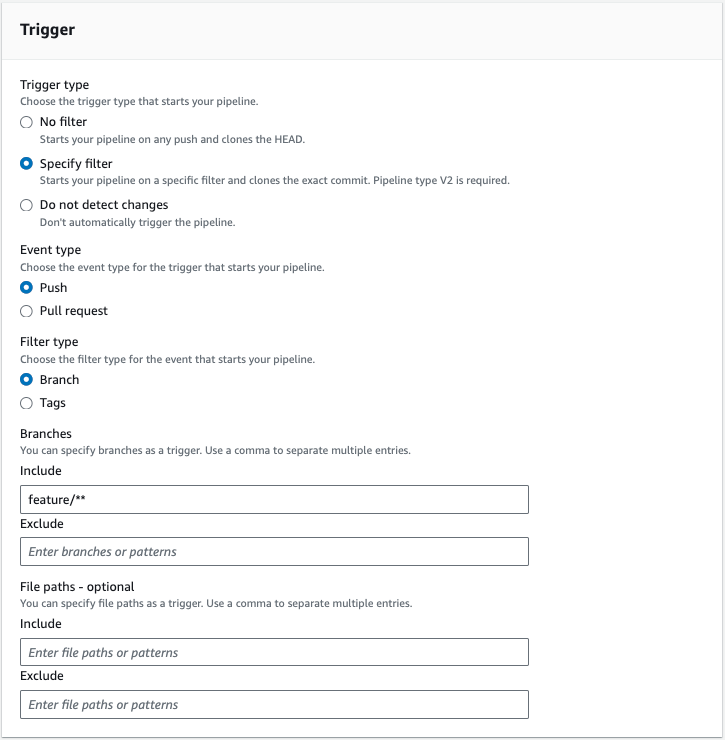 Trigger
Trigger type
Choose the trigger type that starts your pipeline.
No filter
Starts your pipeline on any push and clones the HEAD.
Specify filter
Starts your pipeline on a specific filter and clones the exact commit. Pipeline type V2 is required.
Do not detect changes
Don't automatically trigger the pipeline.
Event type
Choose the event type for the trigger that starts your pipeline.
Push
Pull request
Filter type
Choose the filter type for the event that starts your pipeline.
Branch
Tags
Branches
You can specify branches as a trigger. Use a comma to separate multiple entries.
Include
feature/**
Exclude
Enter branches or patterns
File paths - optional
You can specify file paths as a trigger. Use a comma to separate multiple entries.
Include
Enter file paths or patterns
Exclude
Enter file paths or patterns